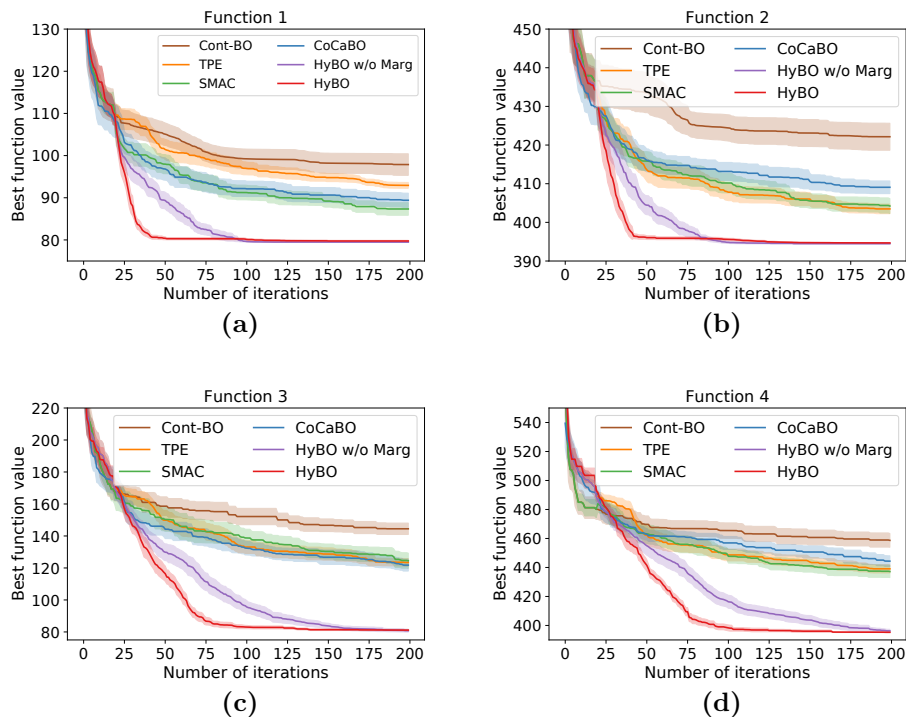 Function 1
Best function value
130
120
110
100
90
80
Cont-BO
TPE
SMAC
CoCaBO
HyBO w/o Marg
HyBO
0 25 50 75 100 125 150 175 200
Number of iterations
(a)
Function 2
Best function value
450
440
430
420
410
400
390
Cont-BO
TPE
SMAC
CoCaBO
HyBO w/o Marg
HyBO
0 25 50 75 100 125 150 175 200
Number of iterations
(b)
Function 3
Best function value
220
200
180
160
140
120
100
80
Cont-BO
TPE
SMAC
CoCaBO
HyBO w/o Marg
HyBO
0 25 50 75 100 125 150 175 200
Number of iterations
(c)
Function 4
Best function value
540
520
500
480
460
440
420
400
Cont-BO
TPE
SMAC
CoCaBO
HyBO w/o Marg
HyBO
0 25 50 75 100 125 150 175 200
Number of iterations
(d)